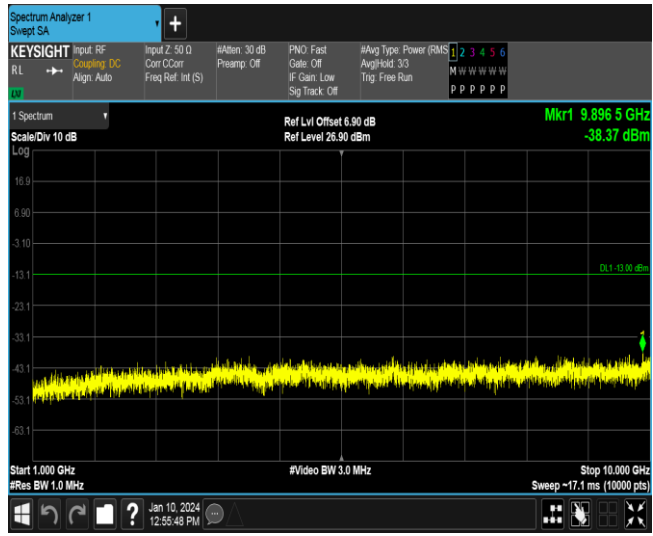 Spectrum Analyzer 1
Swept SA
+
KEYSIGHT
RL
Input: RF
Coupling: DC
Align: Auto
Input Z: 50 Ω
Corr CCorr
Freq Ref: Int (S)
#Atten: 30 dB
Preamp: Off
PNO: Fast
Gate: Off
IF Gain: Low
Sig Track: Off
#Avg Type: Power (RMS
Avg|Hold: 3/3
Trig: Free Run
1 2 3 4 5 6
M W W W W W
P P P P P P
1 Spectrum
Scale/Div 10 dB
Log
Ref Lvl Offset 6.90 dB
Ref Level 26.90 dBm
Mkr1 9.896 5 GHz
-38.37 dBm
16.9
6.90
-3.10
-13.1
DL1 -13.00 dBm
-23.1
-33.1
1
-43.1
-53.1
-63.1
Start 1.000 GHz
#Res BW 1.0 MHz
#Video BW 3.0 MHz
Stop 10.000 GHz
Sweep ~17.1 ms (10000 pts)
?
Jan 10, 2024
12:55:48 PM